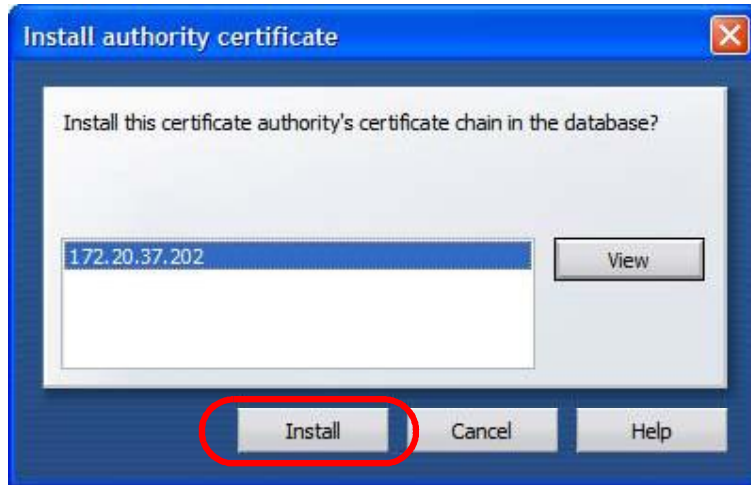 Install authority certificate
Install this certificate authority's certificate chain in the database?
172.20.37.202
View
Install
Cancel
Help